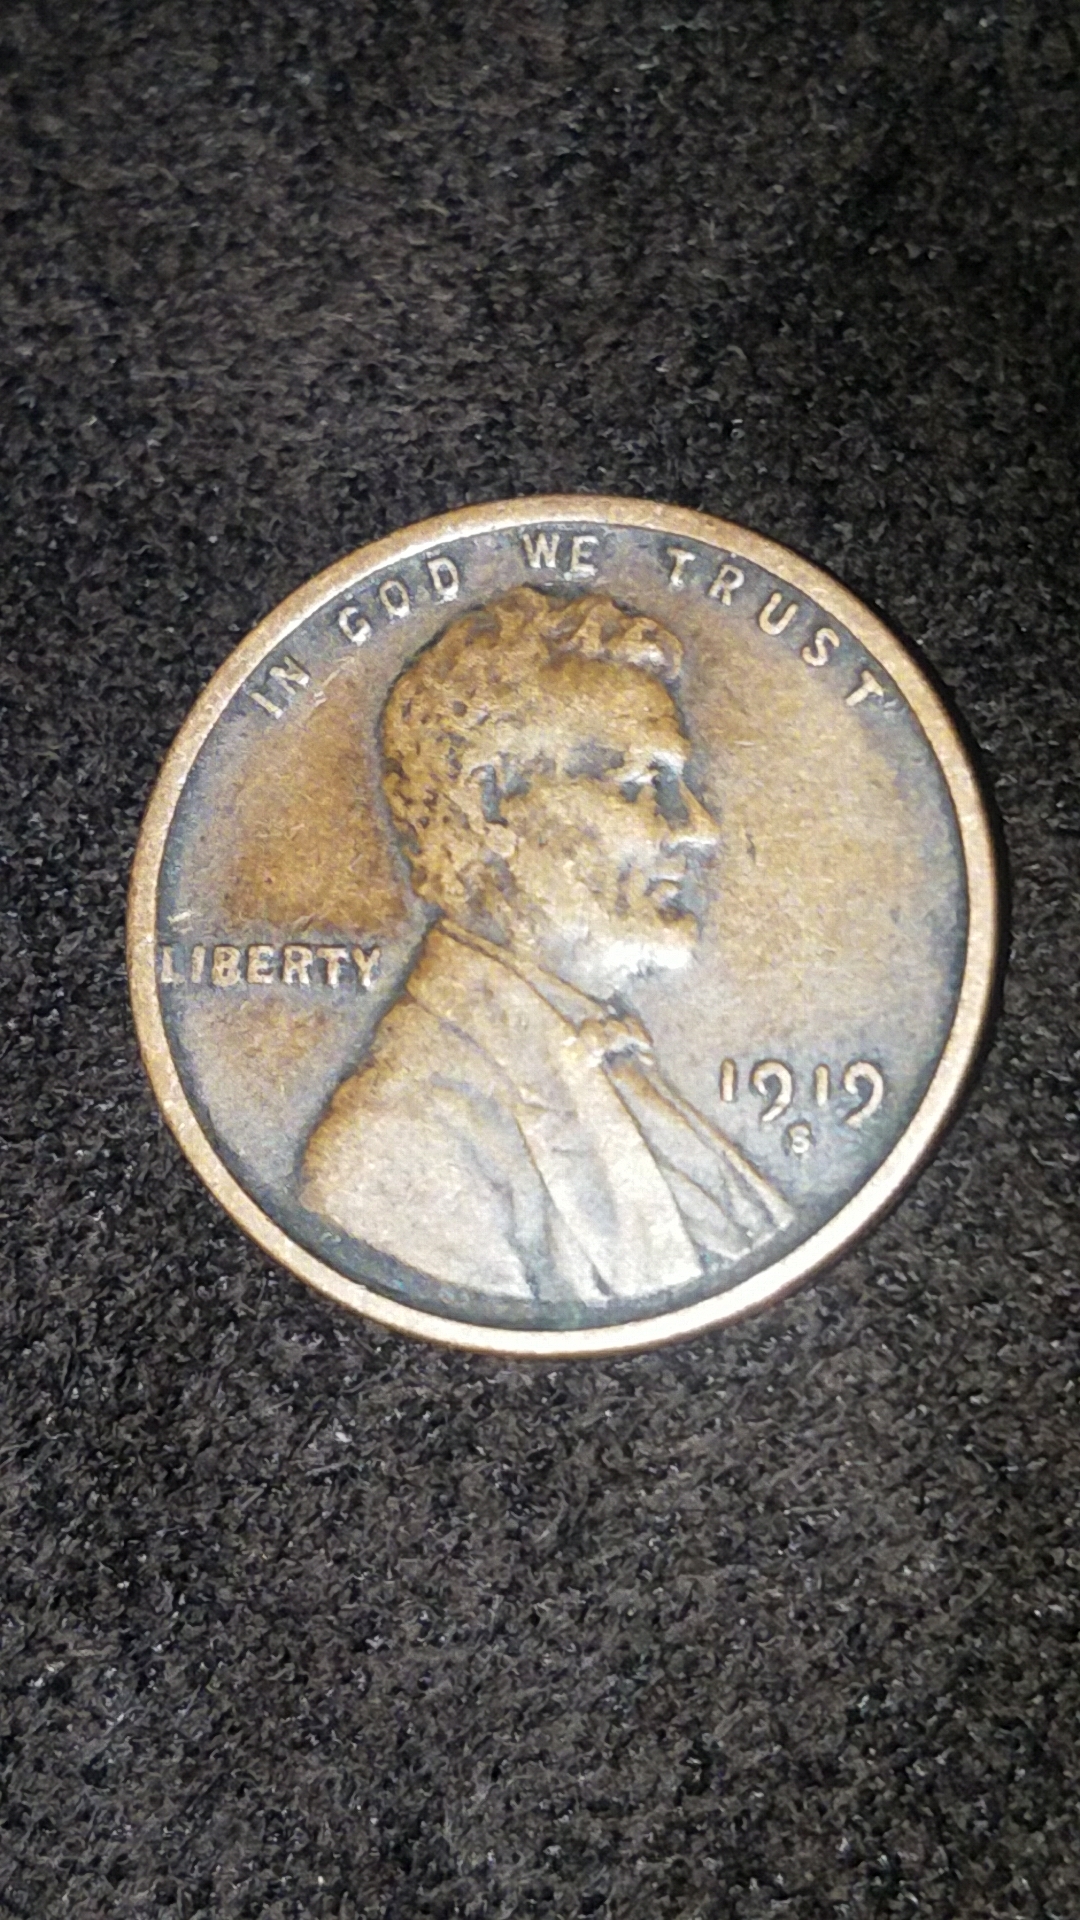 IN GOD WE TRUST
LIBERTY
1919
S